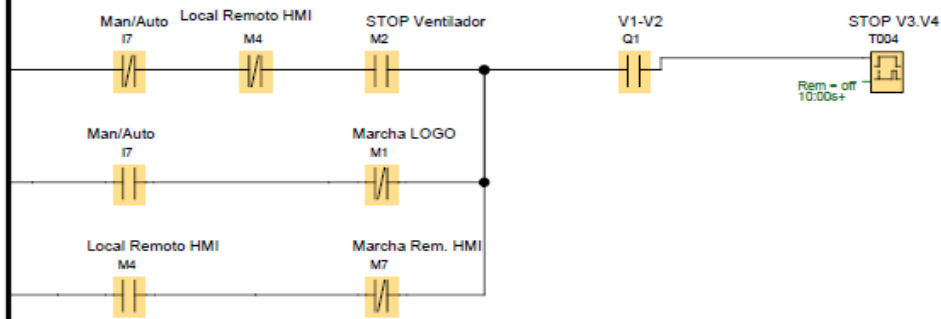 Man/Auto
I7
Local Remoto HMI
M4
STOP Ventilador
M2
V1-V2
Q1
STOP V3.V4
T004
Rem = off
10:00s+
Man/Auto
I7
Marcha LOGO
M1
Local Remoto HMI
M4
Marcha Rem. HMI
M7